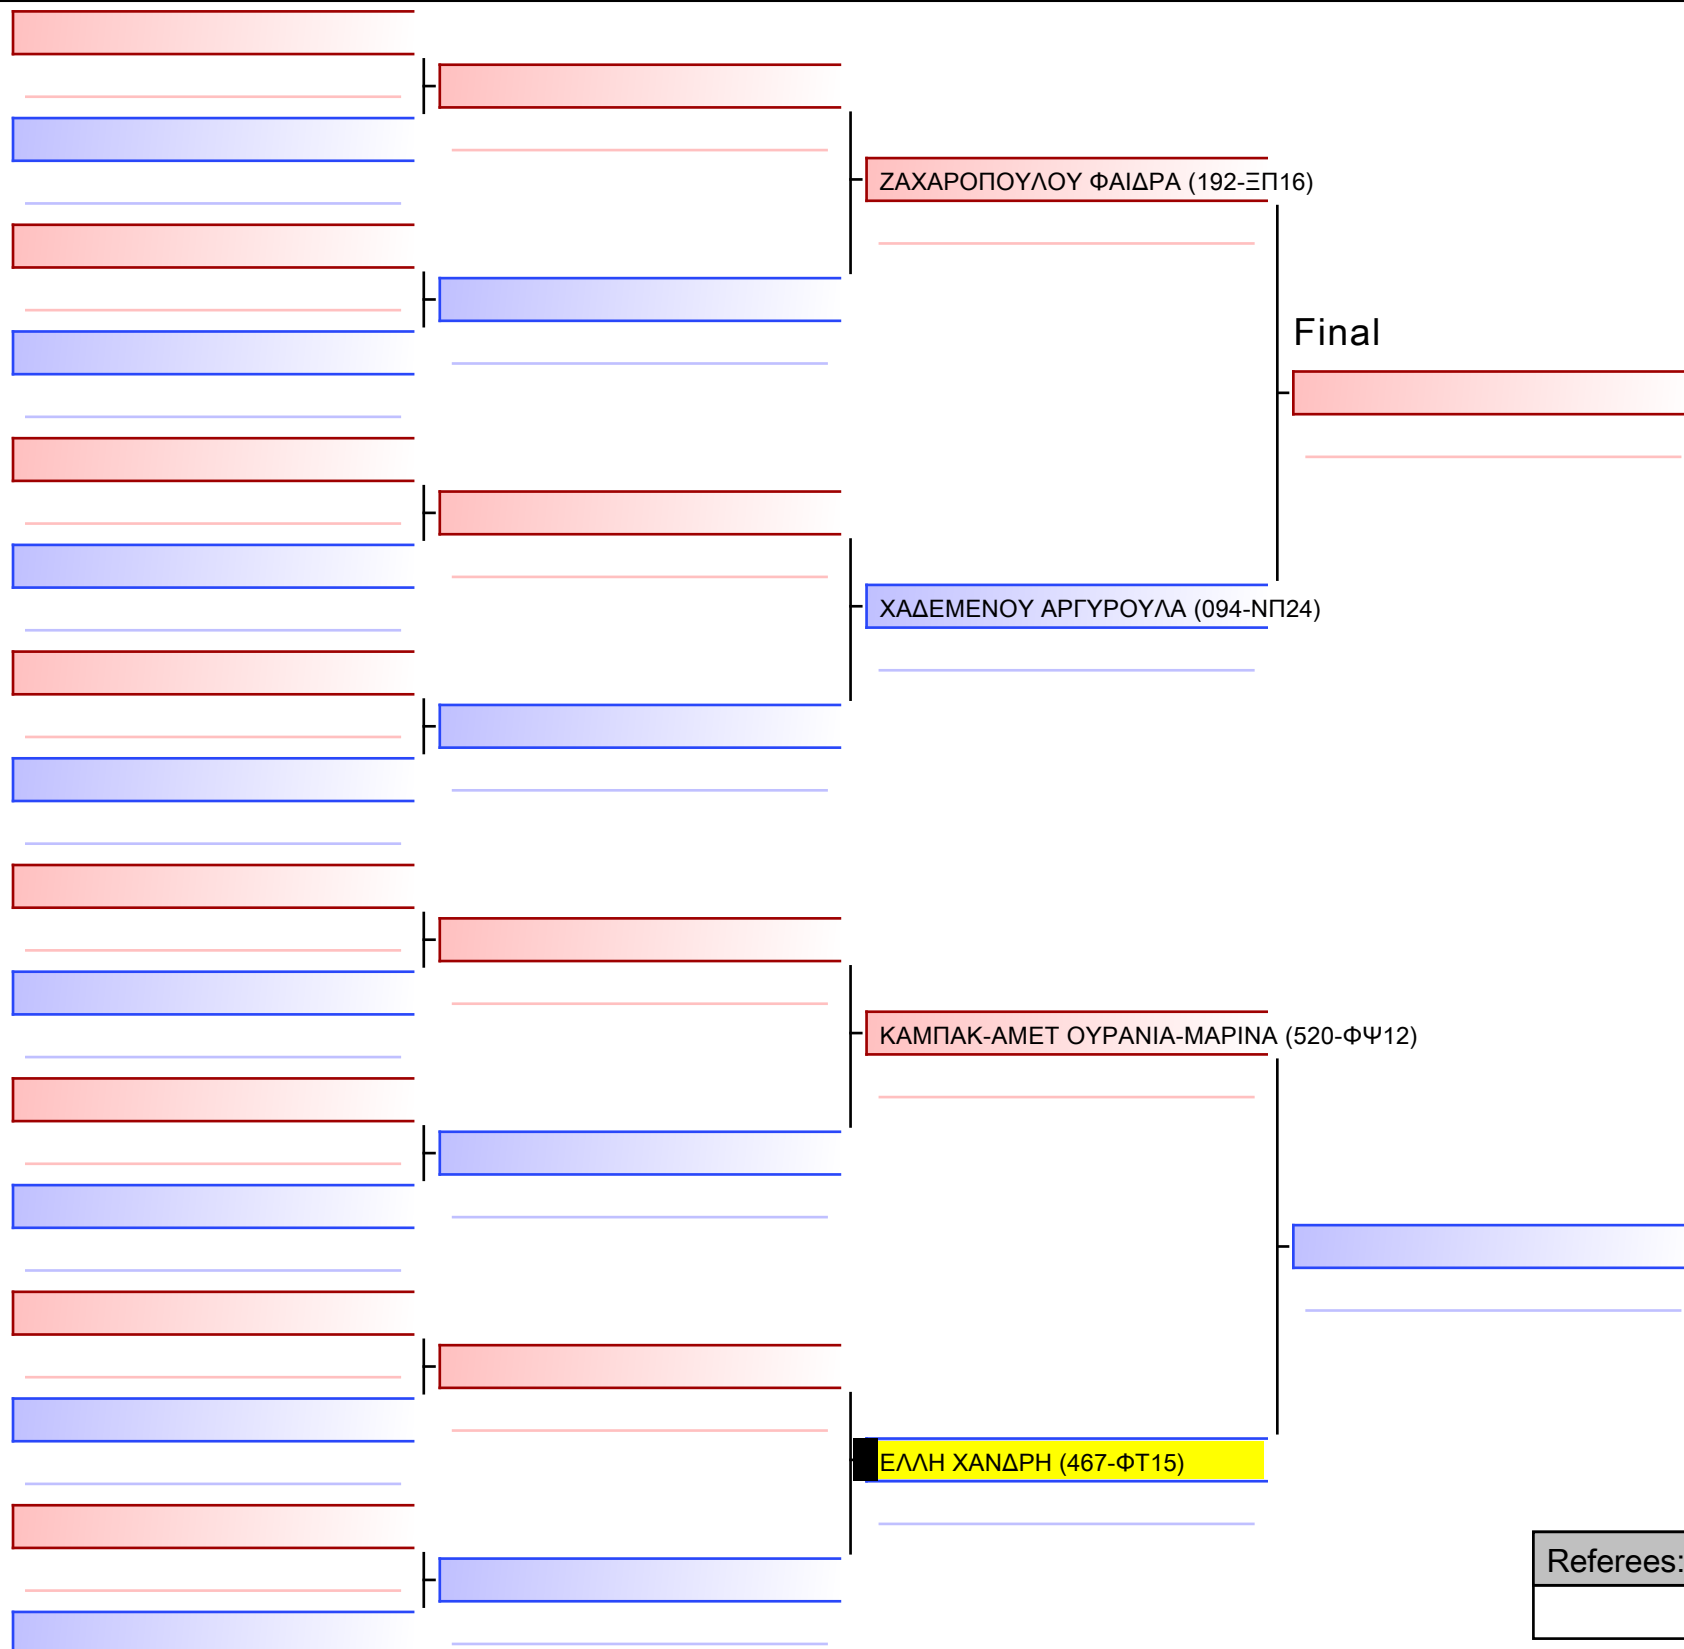 ΖΑΧΑΡΟΠΟΥΛΟΥ ΦΑΙΔΡΑ (192-ΞΠ16)
Final
ΧΑΔΕΜΕΝΟΥ ΑΡΓΥΡΟΥΛΑ (094-ΝΠ24)
ΚΑΜΠΑΚ-ΑΜΕΤ ΟΥΡΑΝΙΑ-ΜΑΡΙΝΑ (520-ΦΨ12)
ΕΛΛΗ ΧΑΝΔΡΗ (467-ΦΤ15)
Referees: